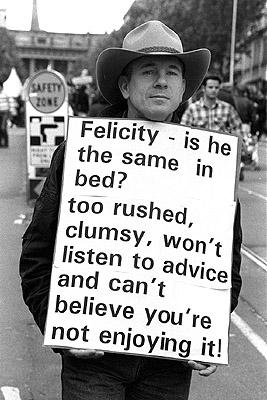 SAFETY
ZONE
Felicity - is he
the same in
bed?
too rushed,
clumsy, won't
listen to advice
and can't
believe you're
not enjoying it!